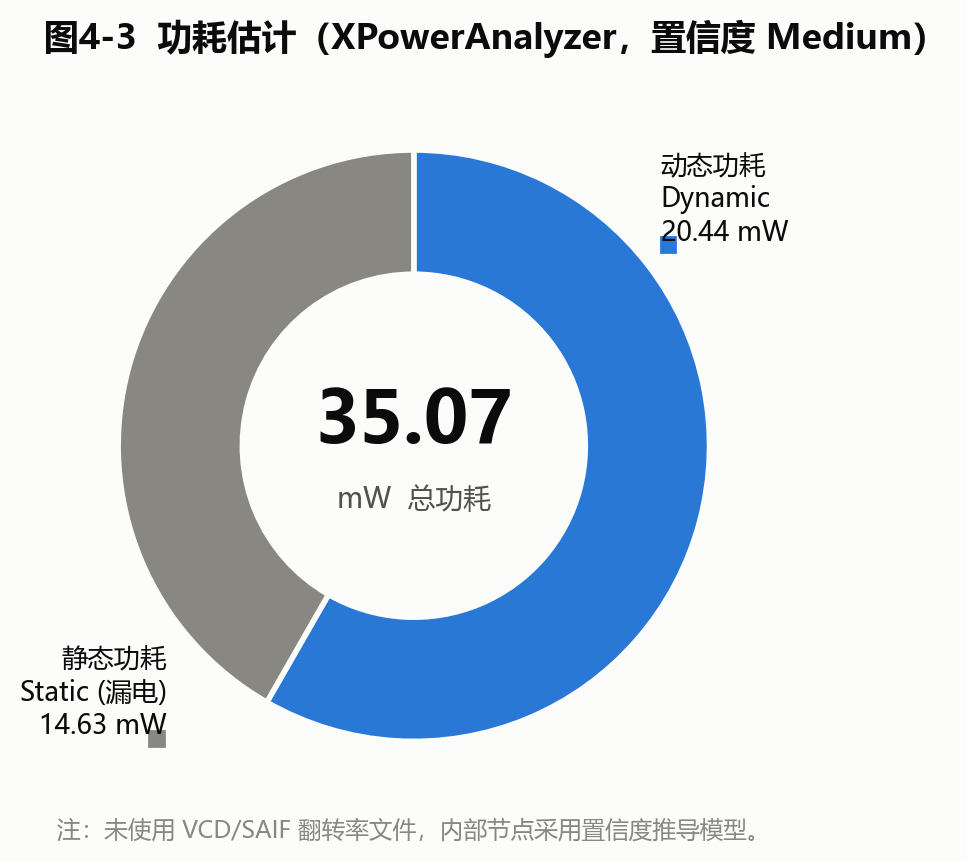 图4-3 功耗估计（XPowerAnalyzer，置信度 Medium）
动态功耗
Dynamic
20.44 mW
35.07
mW 总功耗
静态功耗
Static (漏电)
14.63 mW
注：未使用 VCD/SAIF 翻转率文件，内部节点采用置信度推导模型。